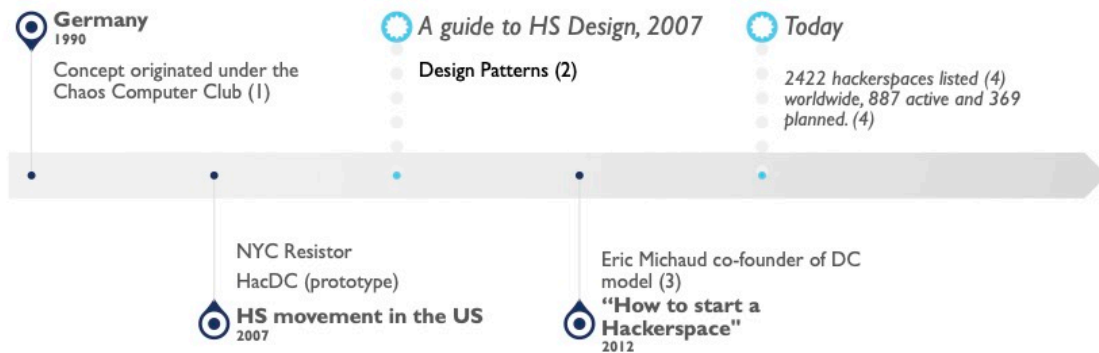 Germany
1990
Concept originated under the
Chaos Computer Club (1)
A guide to HS Design, 2007
Design Patterns (2)
Today
2422 hackerspaces listed (4)
worldwide, 887 active and 369
planned. (4)
NYC Resistor
HacDC (prototype)
HS movement in the US
2007
Eric Michaud co-founder of DC
model (3)
“How to start a
Hackerspace"
2012